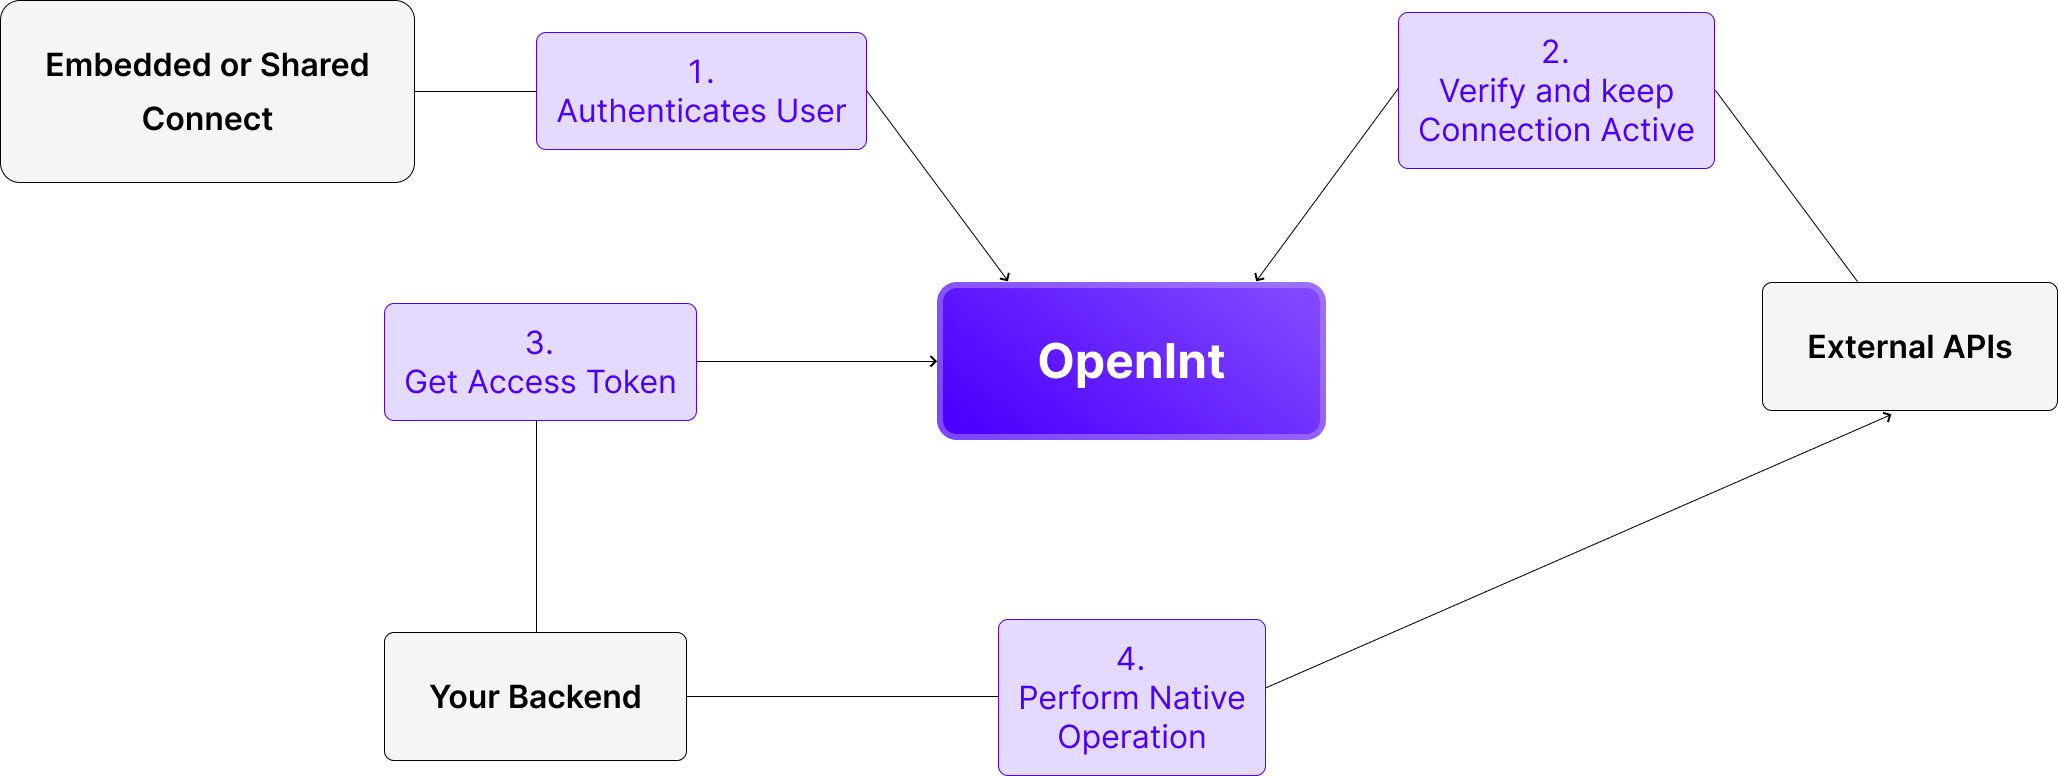 Embedded or Shared
Connect
1.
Authenticates User
2.
Verify and keep
Connection Active
3.
Get Access Token
OpenInt
External APIs
Your Backend
4.
Perform Native
Operation